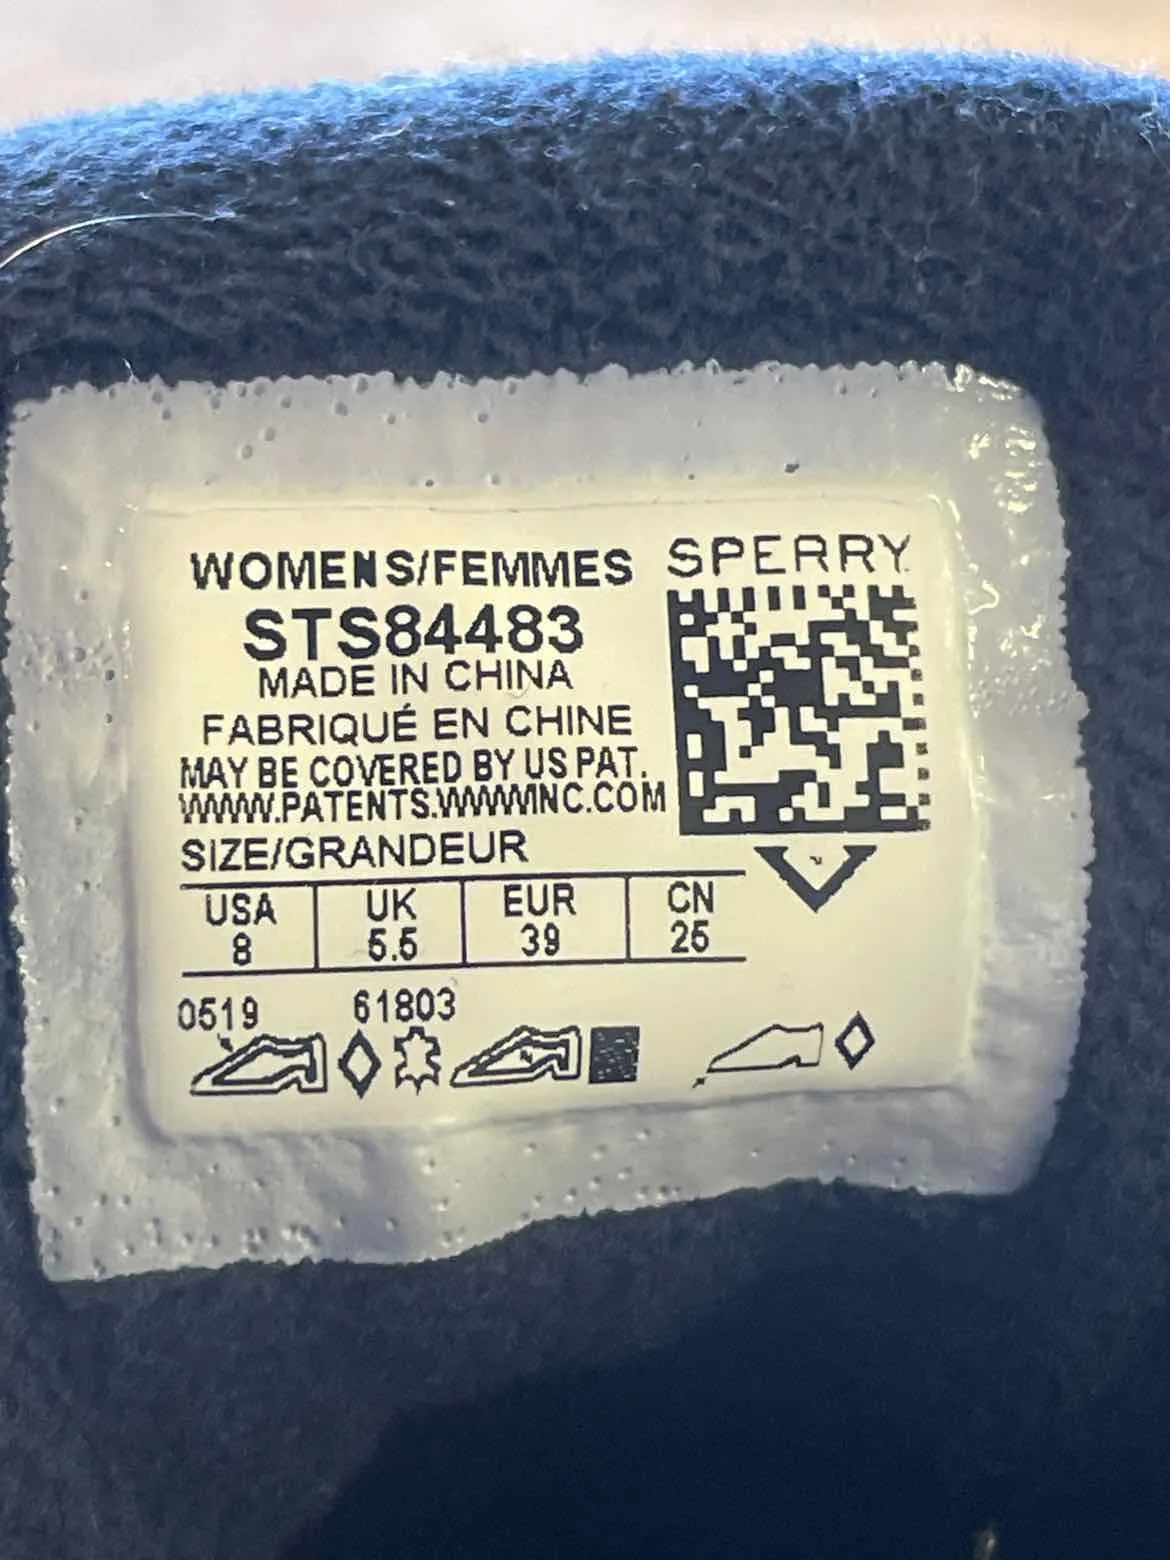 WOMENS/FEMMES
SPERRY
STS84483
MADE IN CHINA
FABRIQUÉ EN CHINE
MAY BE COVERED BY US PAT.
WWW.PATENTS.WWWINC.COM
SIZE/GRANDEUR
USA UK EUR CN
8 5.5 39 25
0519 61803